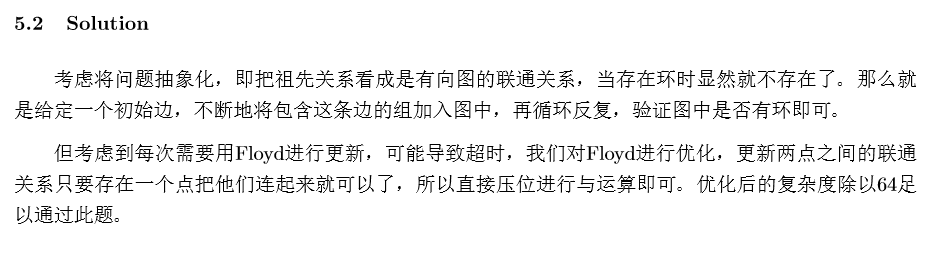 5.2 Solution
考虑将问题抽象化，即把祖先关系看成是有向图的联通关系，当存在环时显然就不存在了。那么就
是给定一个初始边，不断地将包含这条边的组加入图中，再循环反复，验证图中是否有环即可。
但考虑到每次需要用Floyd进行更新，可能导致超时，我们对Floyd进行优化，更新两点之间的联通
关系只要存在一个点把他们连起来就可以了，所以直接压位进行与运算即可。优化后的复杂度除以64足
以通过此题。